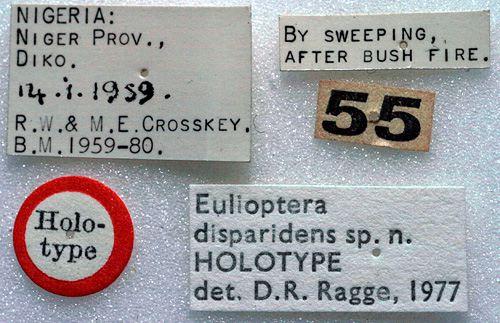 NIGERIA:
NIGER PROV.,
DIKO.
14.i.1959.
R.W. & M.E. CROSSKEY.
B.M. 1959-80.
BY SWEEPING,
AFTER BUSH FIRE.
55
Holo-
type
Eulioptera
disparidens sp. n.
HOLOTYPE
det. D.R. Ragge, 1977